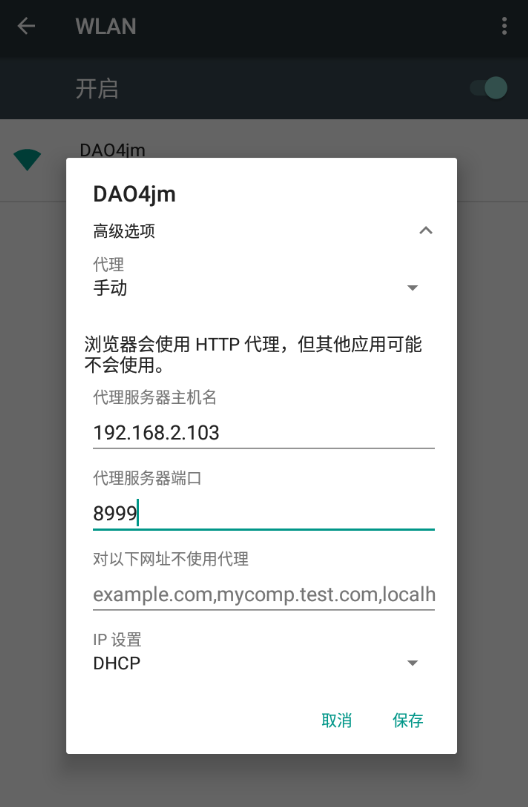 WLAN
开启
DAO4jm
DAO4jm
高级选项
代理
手动
浏览器会使用 HTTP 代理，但其他应用可能
不会使用。
代理服务器主机名
192.168.2.103
代理服务器端口
8999
对以下网址不使用代理
example.com,mycomp.test.com,localh
IP 设置
DHCP
取消 保存